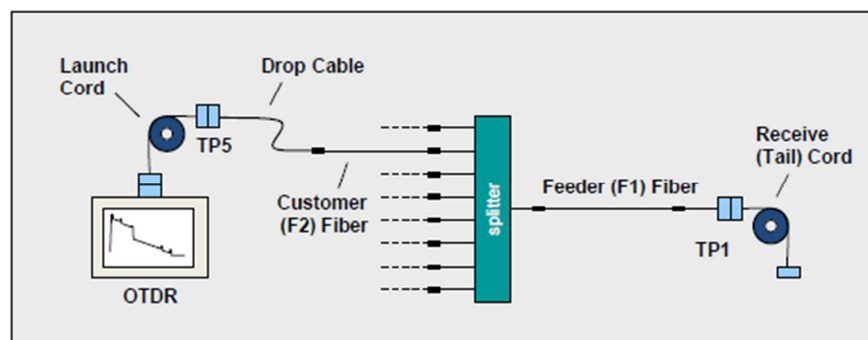 Launch
Cord
Drop Cable
TP5
Customer
(F2) Fiber
OTDR
splitter
Feeder (F1) Fiber
Receive
(Tail) Cord
TP1